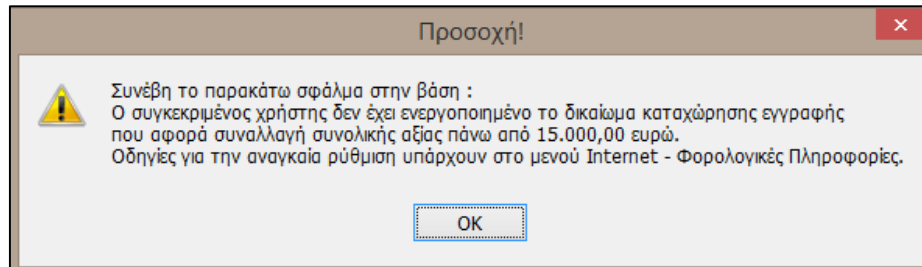 Προσοχή!
Συνέβη το παρακάτω σφάλμα στην βάση :
Ο συγκεκριμένος χρήστης δεν έχει ενεργοποιημένο το δικαίωμα καταχώρησης εγγραφής
που αφορά συναλλαγή συνολικής αξίας πάνω από 15.000,00 ευρώ.
Οδηγίες για την αναγκαία ρύθμιση υπάρχουν στο μενού Internet - Φορολογικές Πληροφορίες.
OK